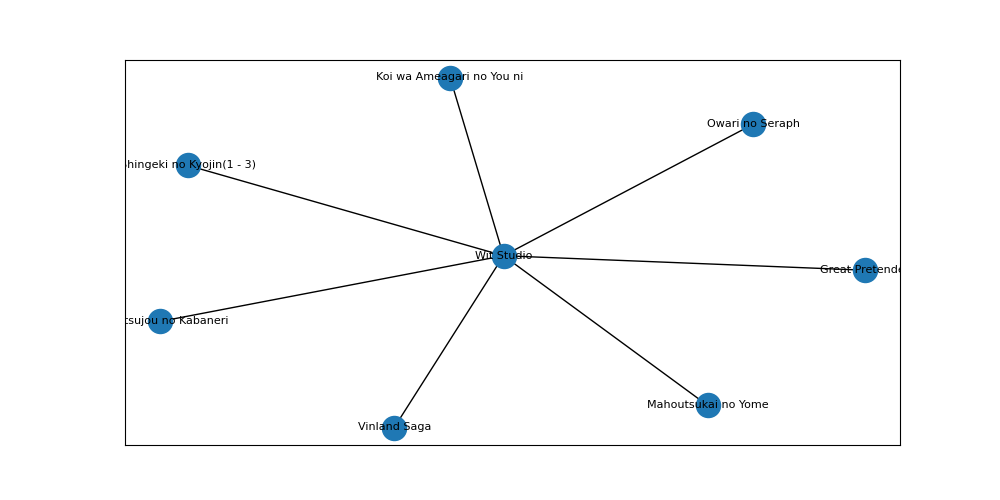 Koi wa Ameagari no You ni
Owari no Seraph
hingeki no Kyojin(1 - 3)
Wit Studio
Great Pretende
tsujou no Kabaneri
Mahoutsukai no Yome
Vinland Saga